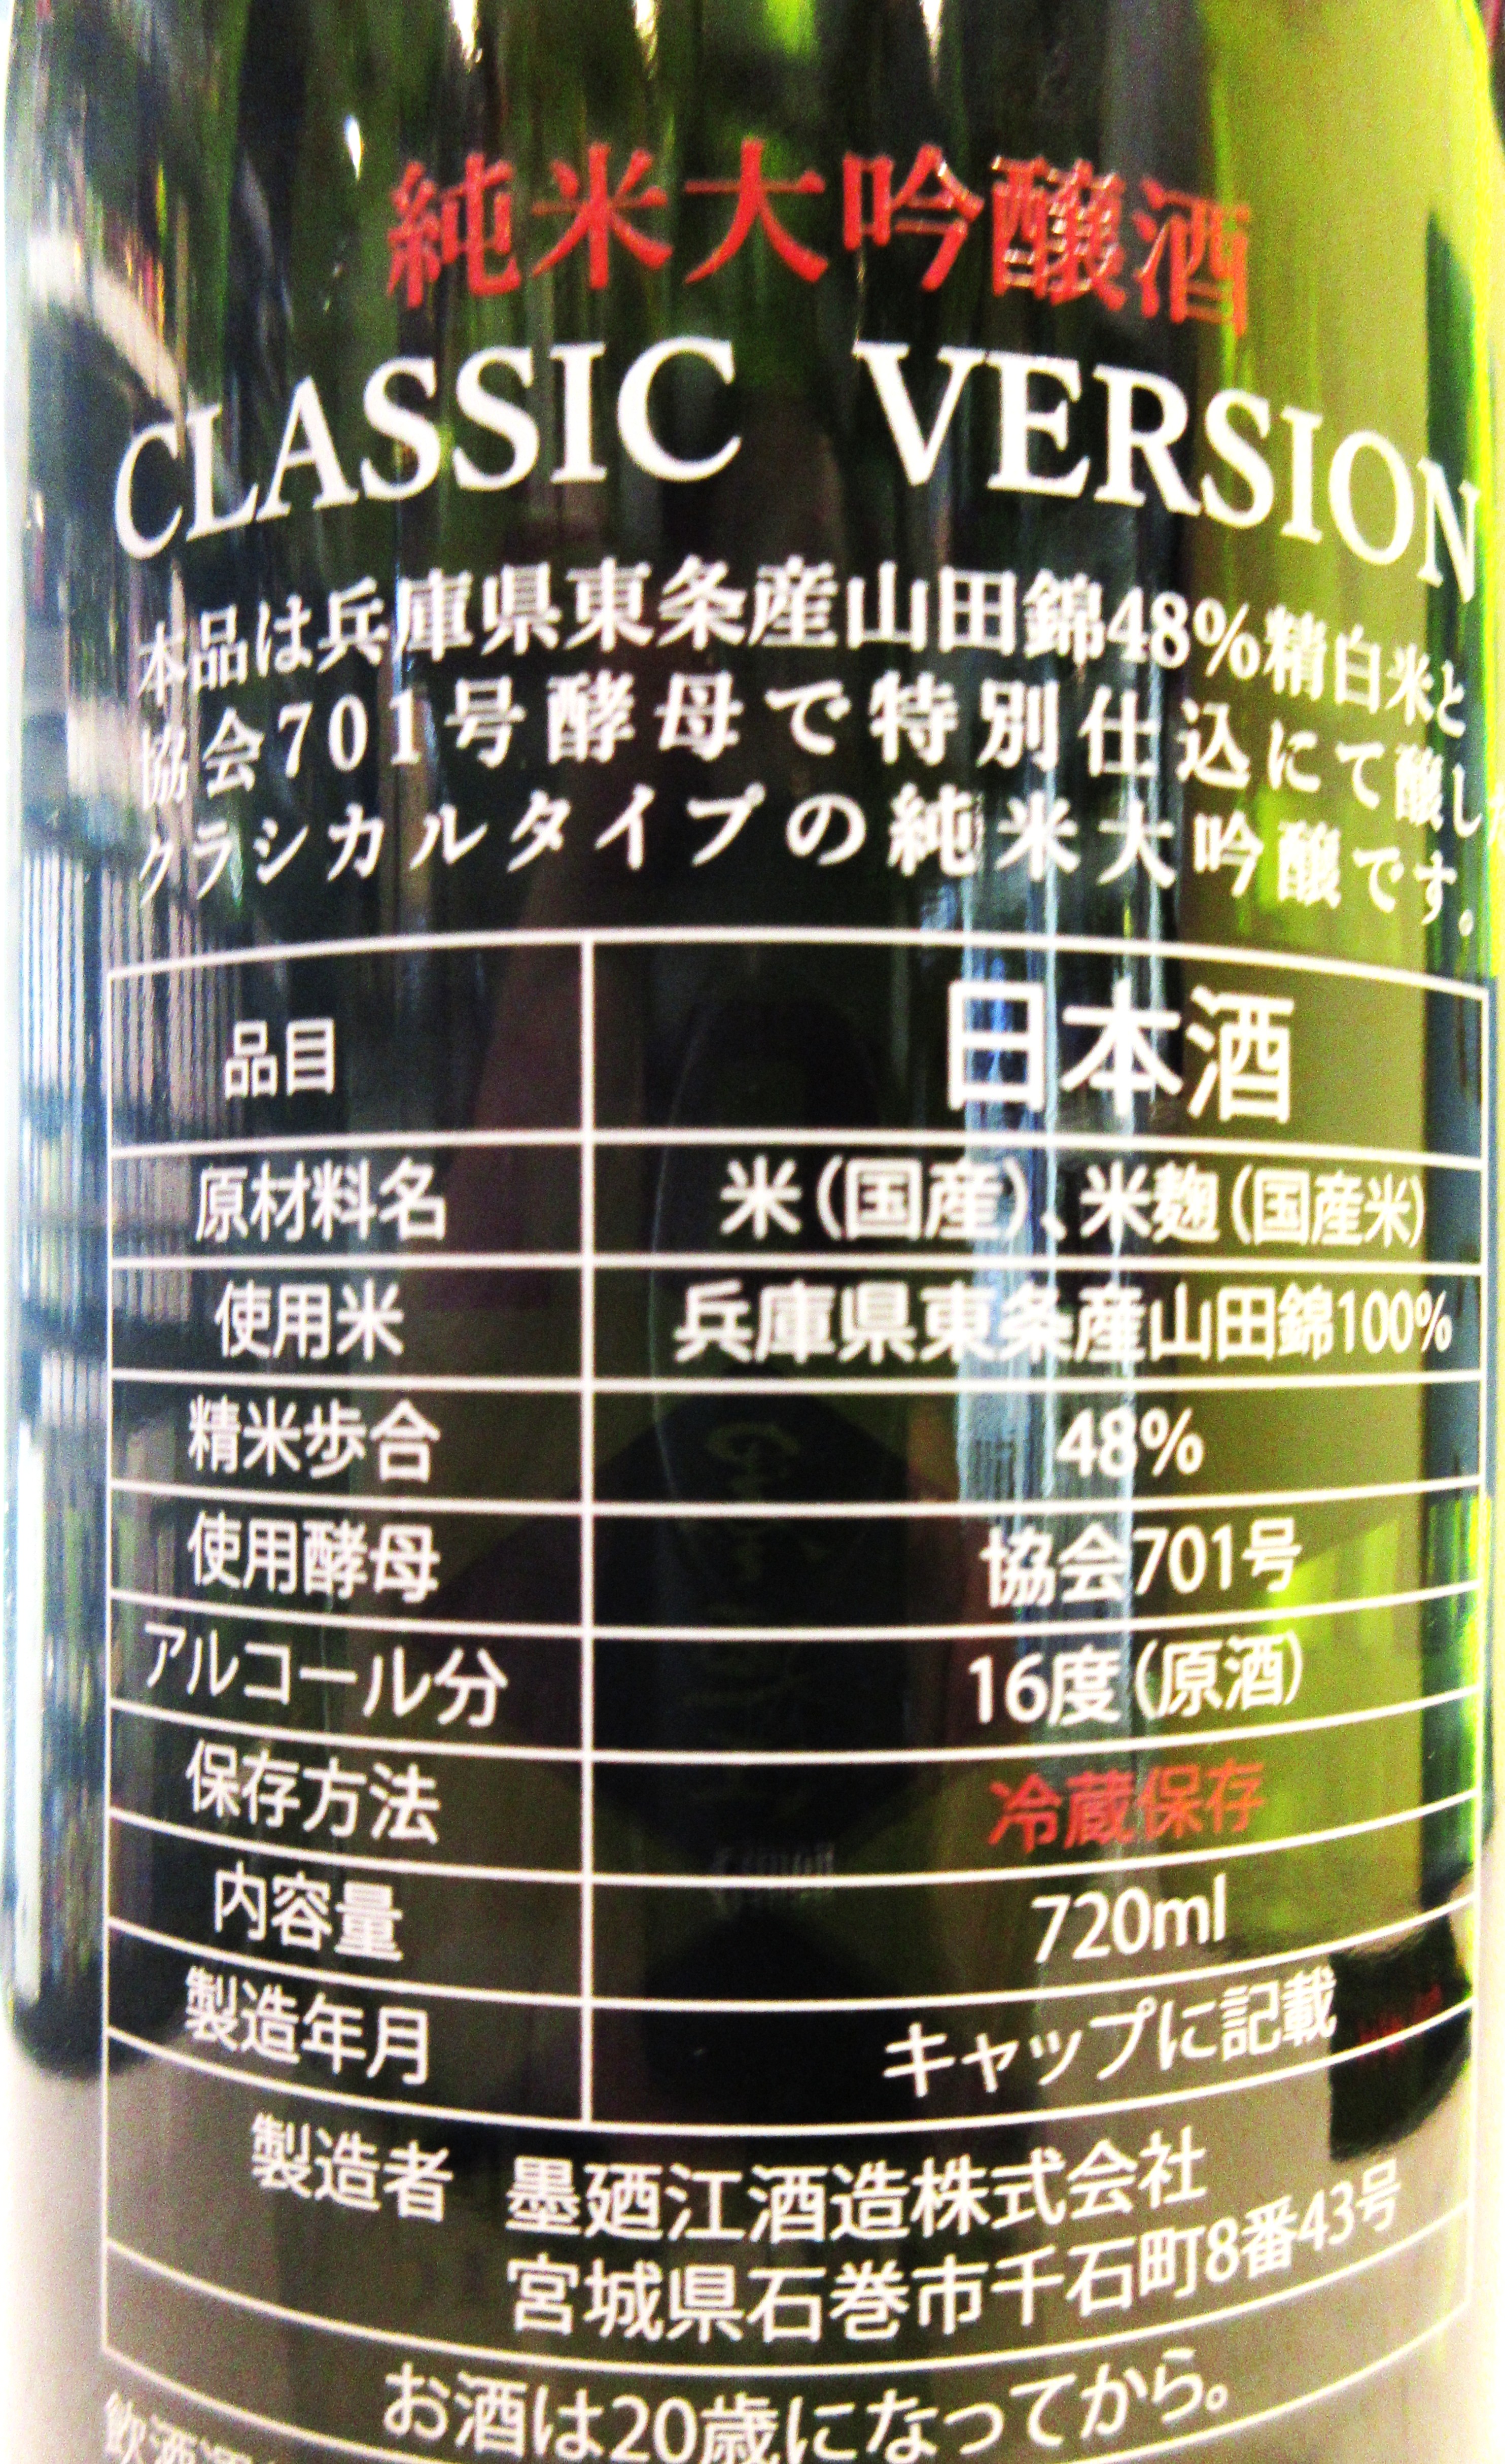 純米大吟醸酒
CLASSIC VERSION
本品は兵庫県東条産山田錦48%精白米と
協会701号酵母で特別仕込にて醸した
クラシカルタイプの純米大吟醸です。
品目 日本酒
原材料名 米(国産)、米麹(国産米)
使用米 兵庫県東条産山田錦100%
精米歩合 48%
使用酵母 協会701号
アルコール分 16度(原酒)
保存方法 冷蔵保存
内容量 720ml
製造年月 キャップに記載
製造者 墨廼江酒造株式会社
宮城県石巻市千石町8番43号
お酒は20歳になってから。